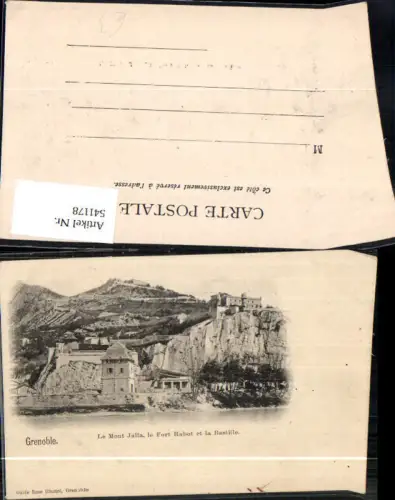 CARTE POSTALE
Ce côté est exclusivement réservé à l'adresse.
M
Artikel Nr.
541178
Grenoble.
Le Mont Jalla, le Fort Rabot et la Bastille.